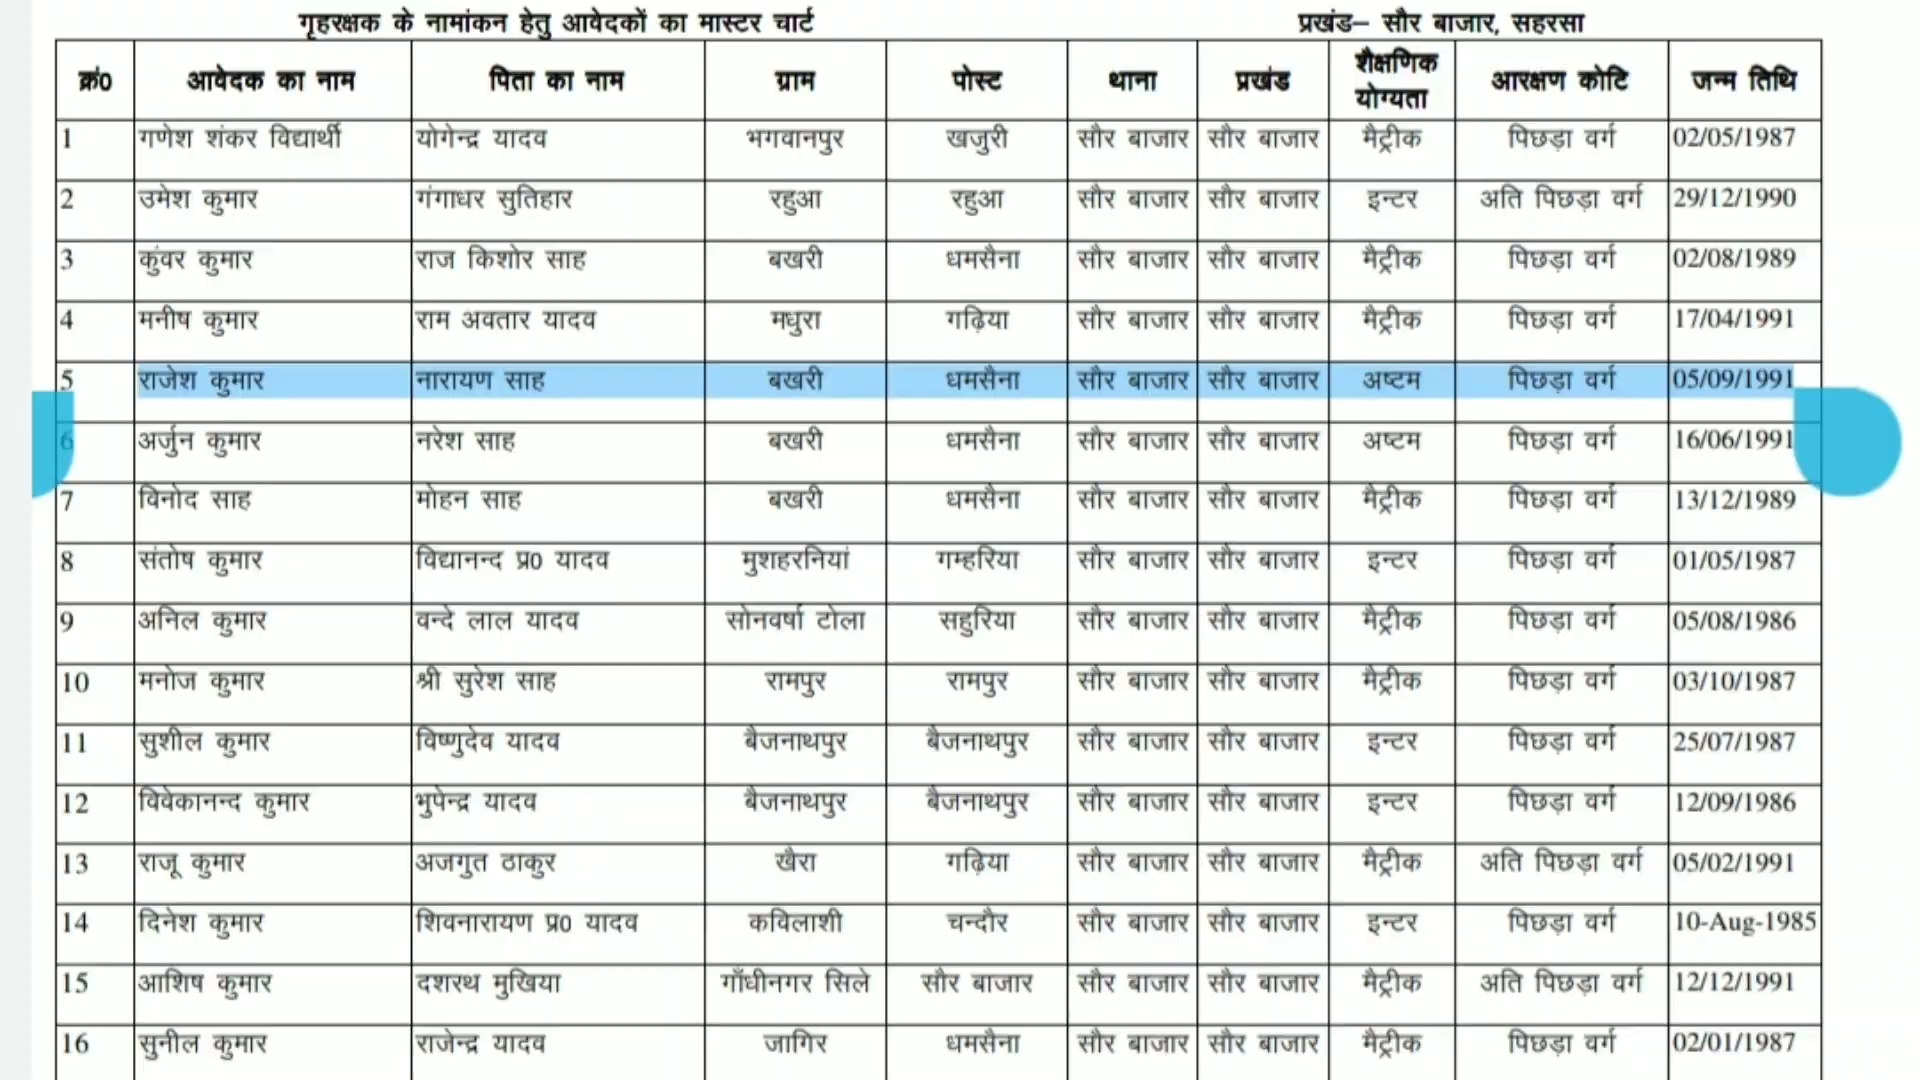 गृहरक्षक के नामांकन हेतु आवेदकों का मास्टर चार्ट प्रखंड– सौर बाजार, सहरसा
क्रं0 आवेदक का नाम पिता का नाम ग्राम पोस्ट थाना प्रखंड शैक्षणिक योग्यता आरक्षण कोटि जन्म तिथि
1 गणेश शंकर विद्यार्थी योगेन्द्र यादव भगवानपुर खजुरी सौर बाजार सौर बाजार मैट्रीक पिछड़ा वर्ग 02/05/1987
2 उमेश कुमार गंगाधर सुतिहार रहुआ रहुआ सौर बाजार सौर बाजार इन्टर अति पिछड़ा वर्ग 29/12/1990
3 कुंवर कुमार राज किशोर साह बखरी धमसैना सौर बाजार सौर बाजार मैट्रीक पिछड़ा वर्ग 02/08/1989
4 मनीष कुमार राम अवतार यादव मधुरा गढ़िया सौर बाजार सौर बाजार मैट्रीक पिछड़ा वर्ग 17/04/1991
5 राजेश कुमार नारायण साह बखरी धमसैना सौर बाजार सौर बाजार अष्टम पिछड़ा वर्ग 05/09/1991
6 अर्जुन कुमार नरेश साह बखरी धमसैना सौर बाजार सौर बाजार अष्टम पिछड़ा वर्ग 16/06/1991
7 विनोद साह मोहन साह बखरी धमसैना सौर बाजार सौर बाजार मैट्रीक पिछड़ा वर्ग 13/12/1989
8 संतोष कुमार विद्यानन्द प्र0 यादव मुशहरनियां गम्हरिया सौर बाजार सौर बाजार इन्टर पिछड़ा वर्ग 01/05/1987
9 अनिल कुमार वन्दे लाल यादव सोनवर्षा टोला सहुरिया सौर बाजार सौर बाजार मैट्रीक पिछड़ा वर्ग 05/08/1986
10 मनोज कुमार श्री सुरेश साह रामपुर रामपुर सौर बाजार सौर बाजार मैट्रीक पिछड़ा वर्ग 03/10/1987
11 सुशील कुमार विष्णुदेव यादव बैजनाथपुर बैजनाथपुर सौर बाजार सौर बाजार इन्टर पिछड़ा वर्ग 25/07/1987
12 विवेकानन्द कुमार भुपेन्द्र यादव बैजनाथपुर बैजनाथपुर सौर बाजार सौर बाजार इन्टर पिछड़ा वर्ग 12/09/1986
13 राजू कुमार अजगुत ठाकुर खैरा गढ़िया सौर बाजार सौर बाजार मैट्रीक अति पिछड़ा वर्ग 05/02/1991
14 दिनेश कुमार शिवनारायण प्र0 यादव कविलाशी चन्दौर सौर बाजार सौर बाजार इन्टर पिछड़ा वर्ग 10-Aug-1985
15 आशिष कुमार दशरथ मुखिया गाँधीनगर सिले सौर बाजार सौर बाजार सौर बाजार मैट्रीक अति पिछड़ा वर्ग 12/12/1991
16 सुनील कुमार राजेन्द्र यादव जागिर धमसैना सौर बाजार सौर बाजार मैट्रीक पिछड़ा वर्ग 02/01/1987